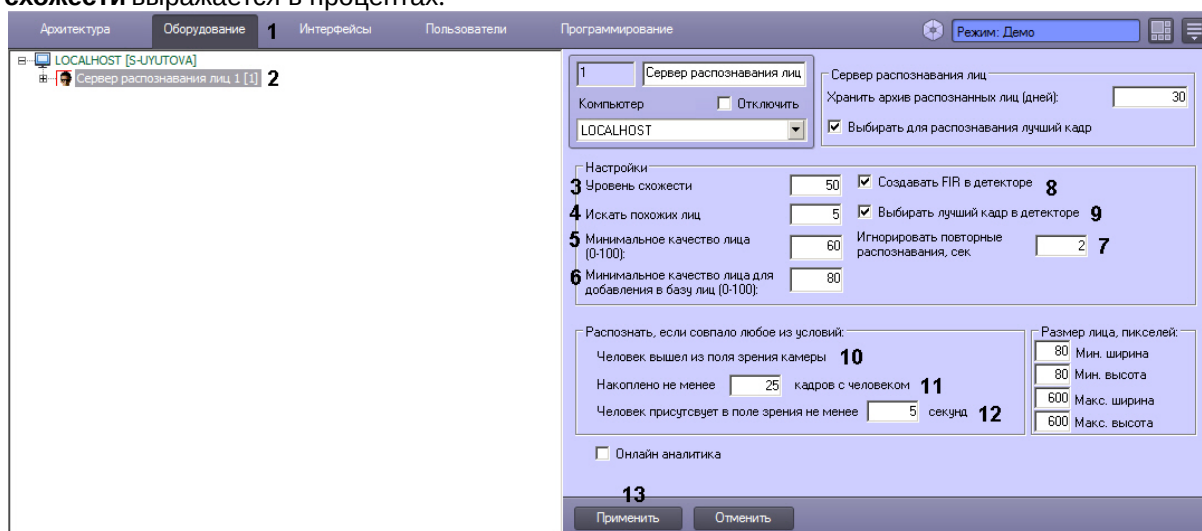 схожести выражается в процентах.
Архитектура Оборудование 1 Интерфейсы Пользователи Программирование Режим: Демо
LOCALHOST [S-UYUTOVA]
Сервер распознавания лиц 1 [1] 2
1 Сервер распознавания лиц
Компьютер Отключить
LOCALHOST
Сервер распознавания лиц
Хранить архив распознанных лиц (дней): 30
Выбирать для распознавания лучший кадр
Настройки
3 Уровень схожести 50 Создавать FIR в детекторе 8
4 Искать похожих лиц 5 Выбирать лучший кадр в детекторе 9
5 Минимальное качество лица
(0-100): 60
Игнорировать повторные
распознавания, сек 2 7
6 Минимальное качество лица для
добавления в базу лиц (0-100): 80
Распознать, если совпало любое из условий:
Человек вышел из поля зрения камеры 10
Накоплено не менее 25 кадров с человеком 11
Человек присутсвует в поле зрения не менее 5 секунд 12
Размер лица, пикселей:
80 Мин. ширина
80 Мин. высота
600 Макс. ширина
600 Макс. высота
Онлайн аналитика
13
Применить Отменить